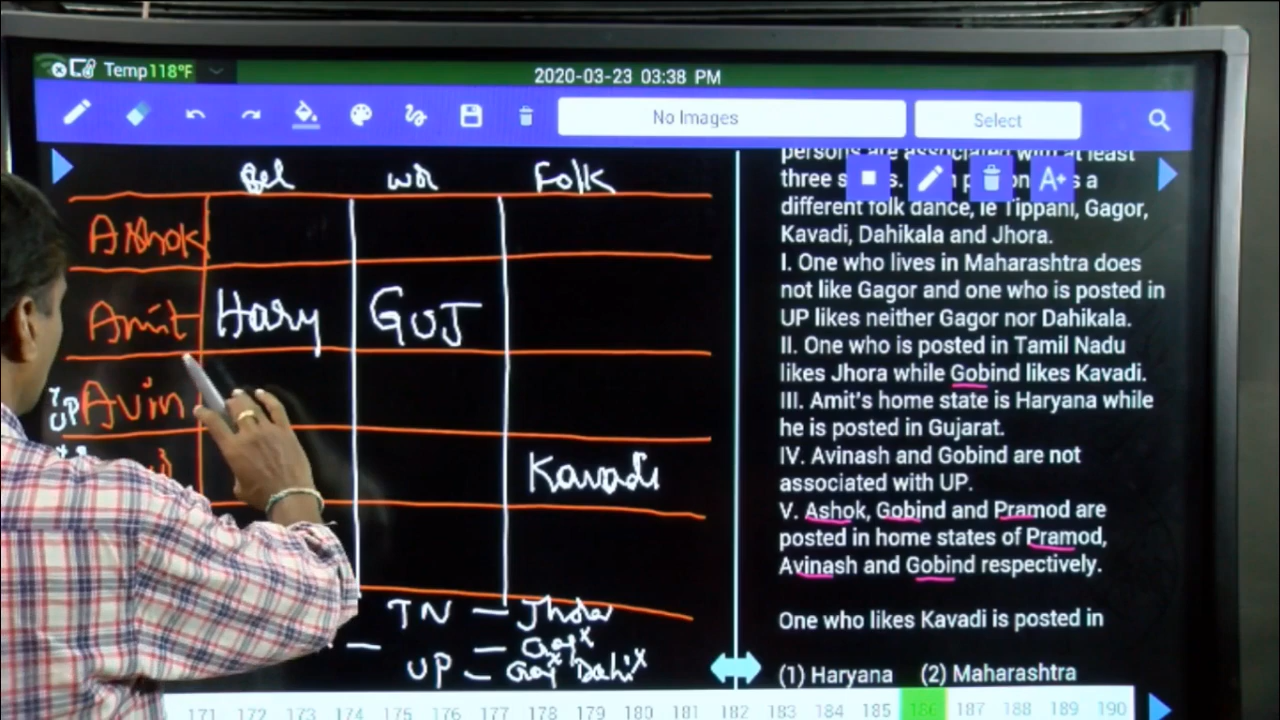 Temp 118°F
2020-03-23 03:38 PM
No Images
Select
Bel WR Folk
Ashok
Amit Hary GUJ
UP Avin
Kavadi
TN — Jhora
UP — Gag Dahi x
persons are associated with at least
different folk dance, ie Tippani, Gagor,
Kavadi, Dahikala and Jhora.
I. One who lives in Maharashtra does
not like Gagor and one who is posted in
UP likes neither Gagor nor Dahikala.
II. One who is posted in Tamil Nadu
likes Jhora while Gobind likes Kavadi.
III. Amit's home state is Haryana while
he is posted in Gujarat.
IV. Avinash and Gobind are not
associated with UP.
V. Ashok, Gobind and Pramod are
posted in home states of Pramod,
Avinash and Gobind respectively.
One who likes Kavadi is posted in
(1) Haryana (2) Maharashtra
171 172 173 174 175 176 177 178 179 180 181 182 183 184 185 186 187 188 189 190